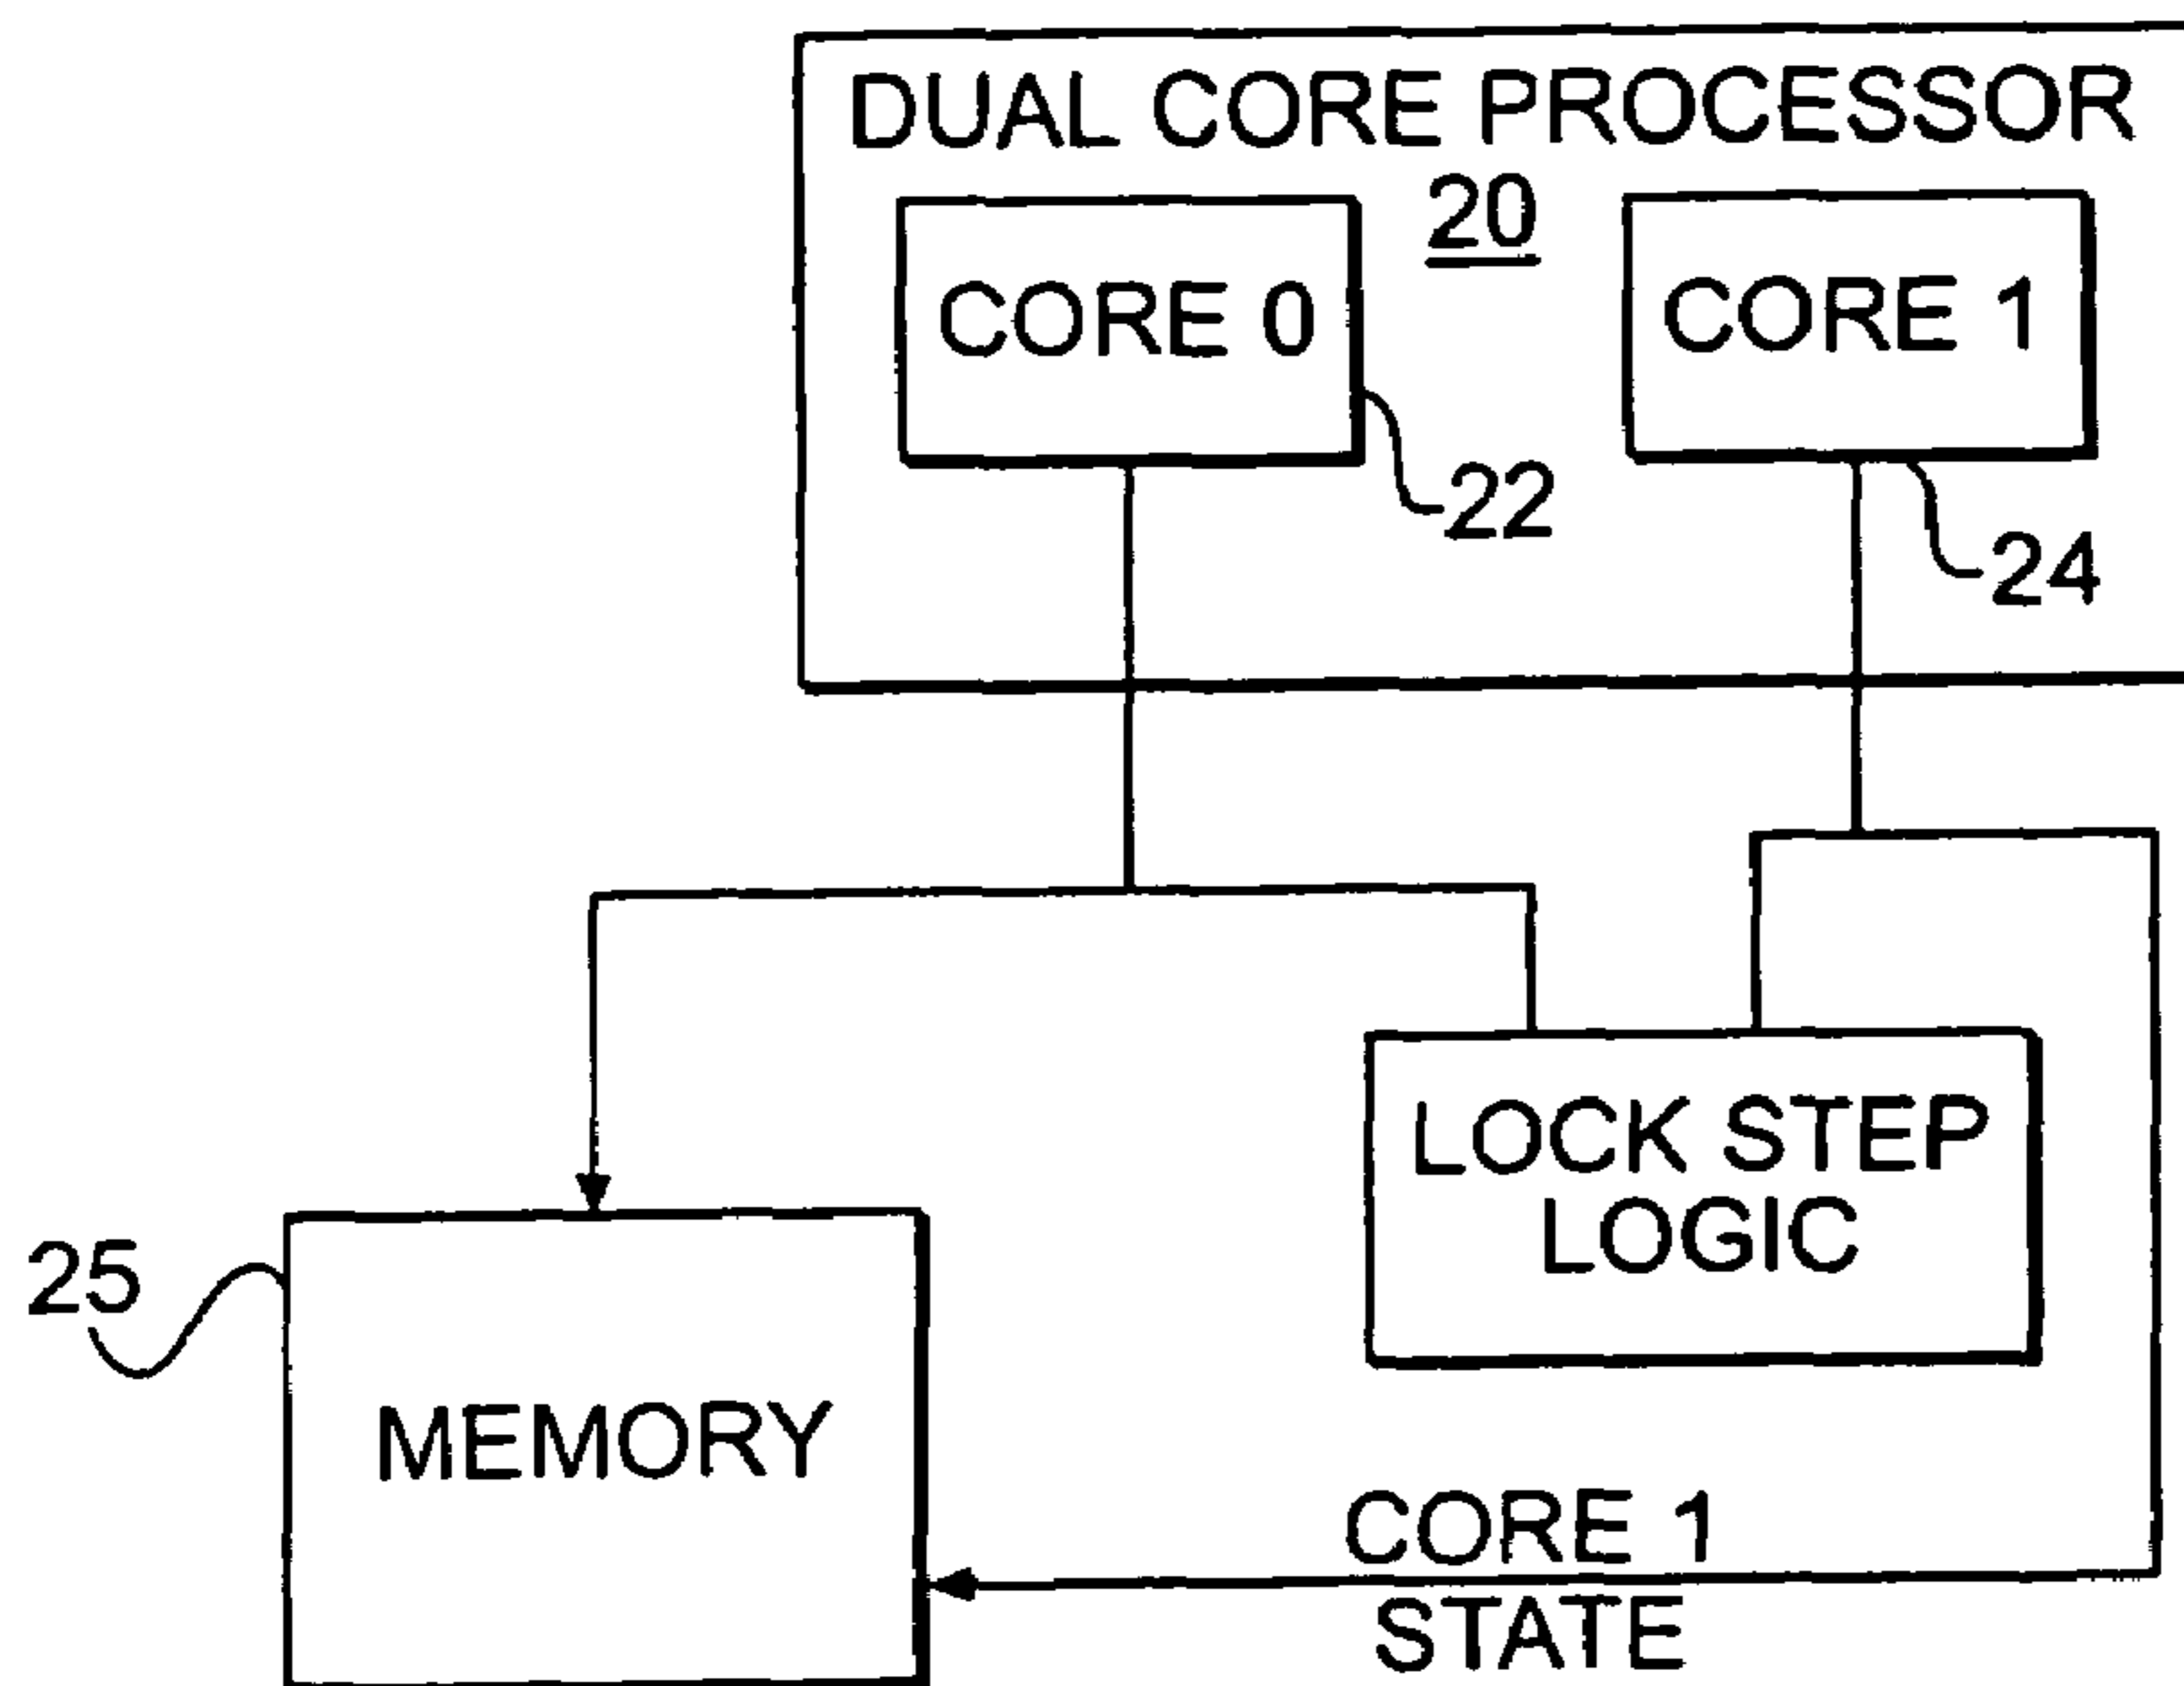 DUAL CORE PROCESSOR
20
CORE 0
CORE 1
22
24
LOCK STEP
LOGIC
25
MEMORY
CORE 1
STATE